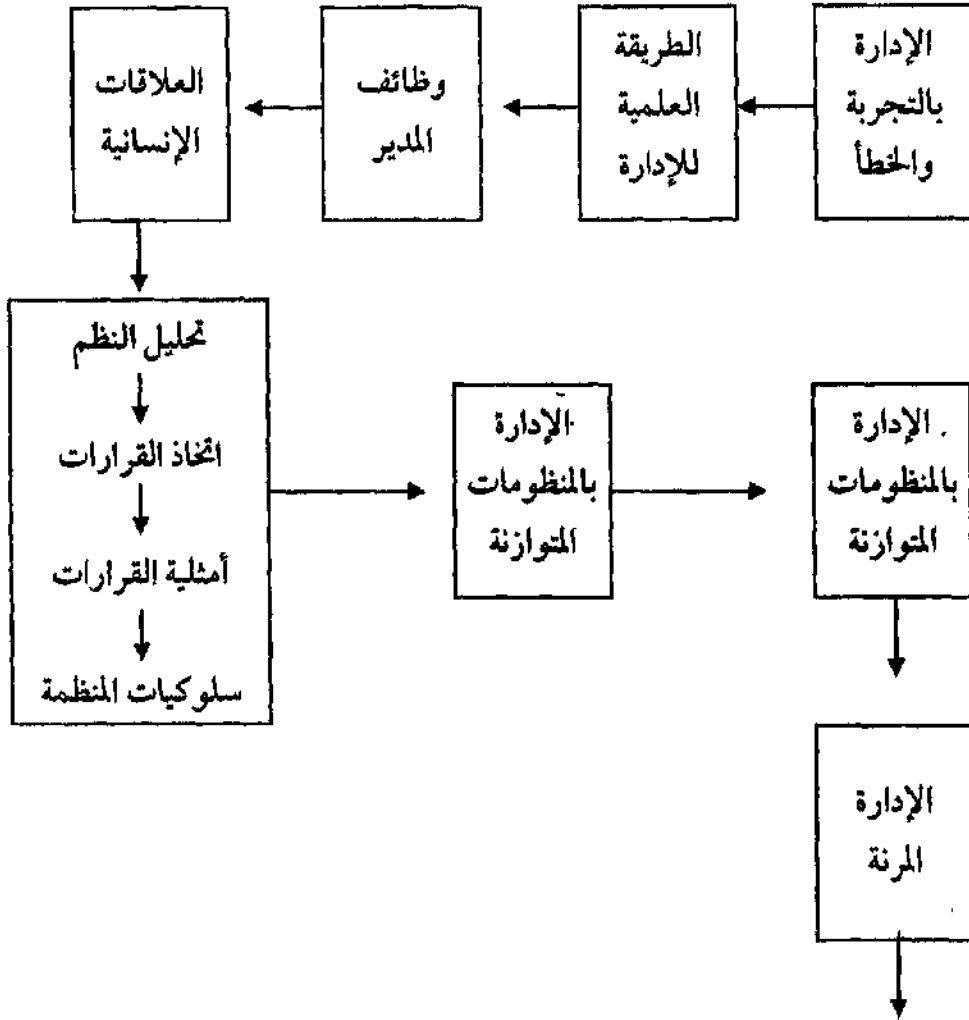 الإدارة
بالتجربة
والخطأ
الطريقة
العلمية
للإدارة
وظائف
المدير
العلاقات
الإنسانية
تحليل النظم
اتخاذ القرارات
أمثلية القرارات
سلوكيات المنظمة
الإدارة
بالمنظومات
المتوازنة
الإدارة
بالمنظومات
المتوازنة
الإدارة
المرنة